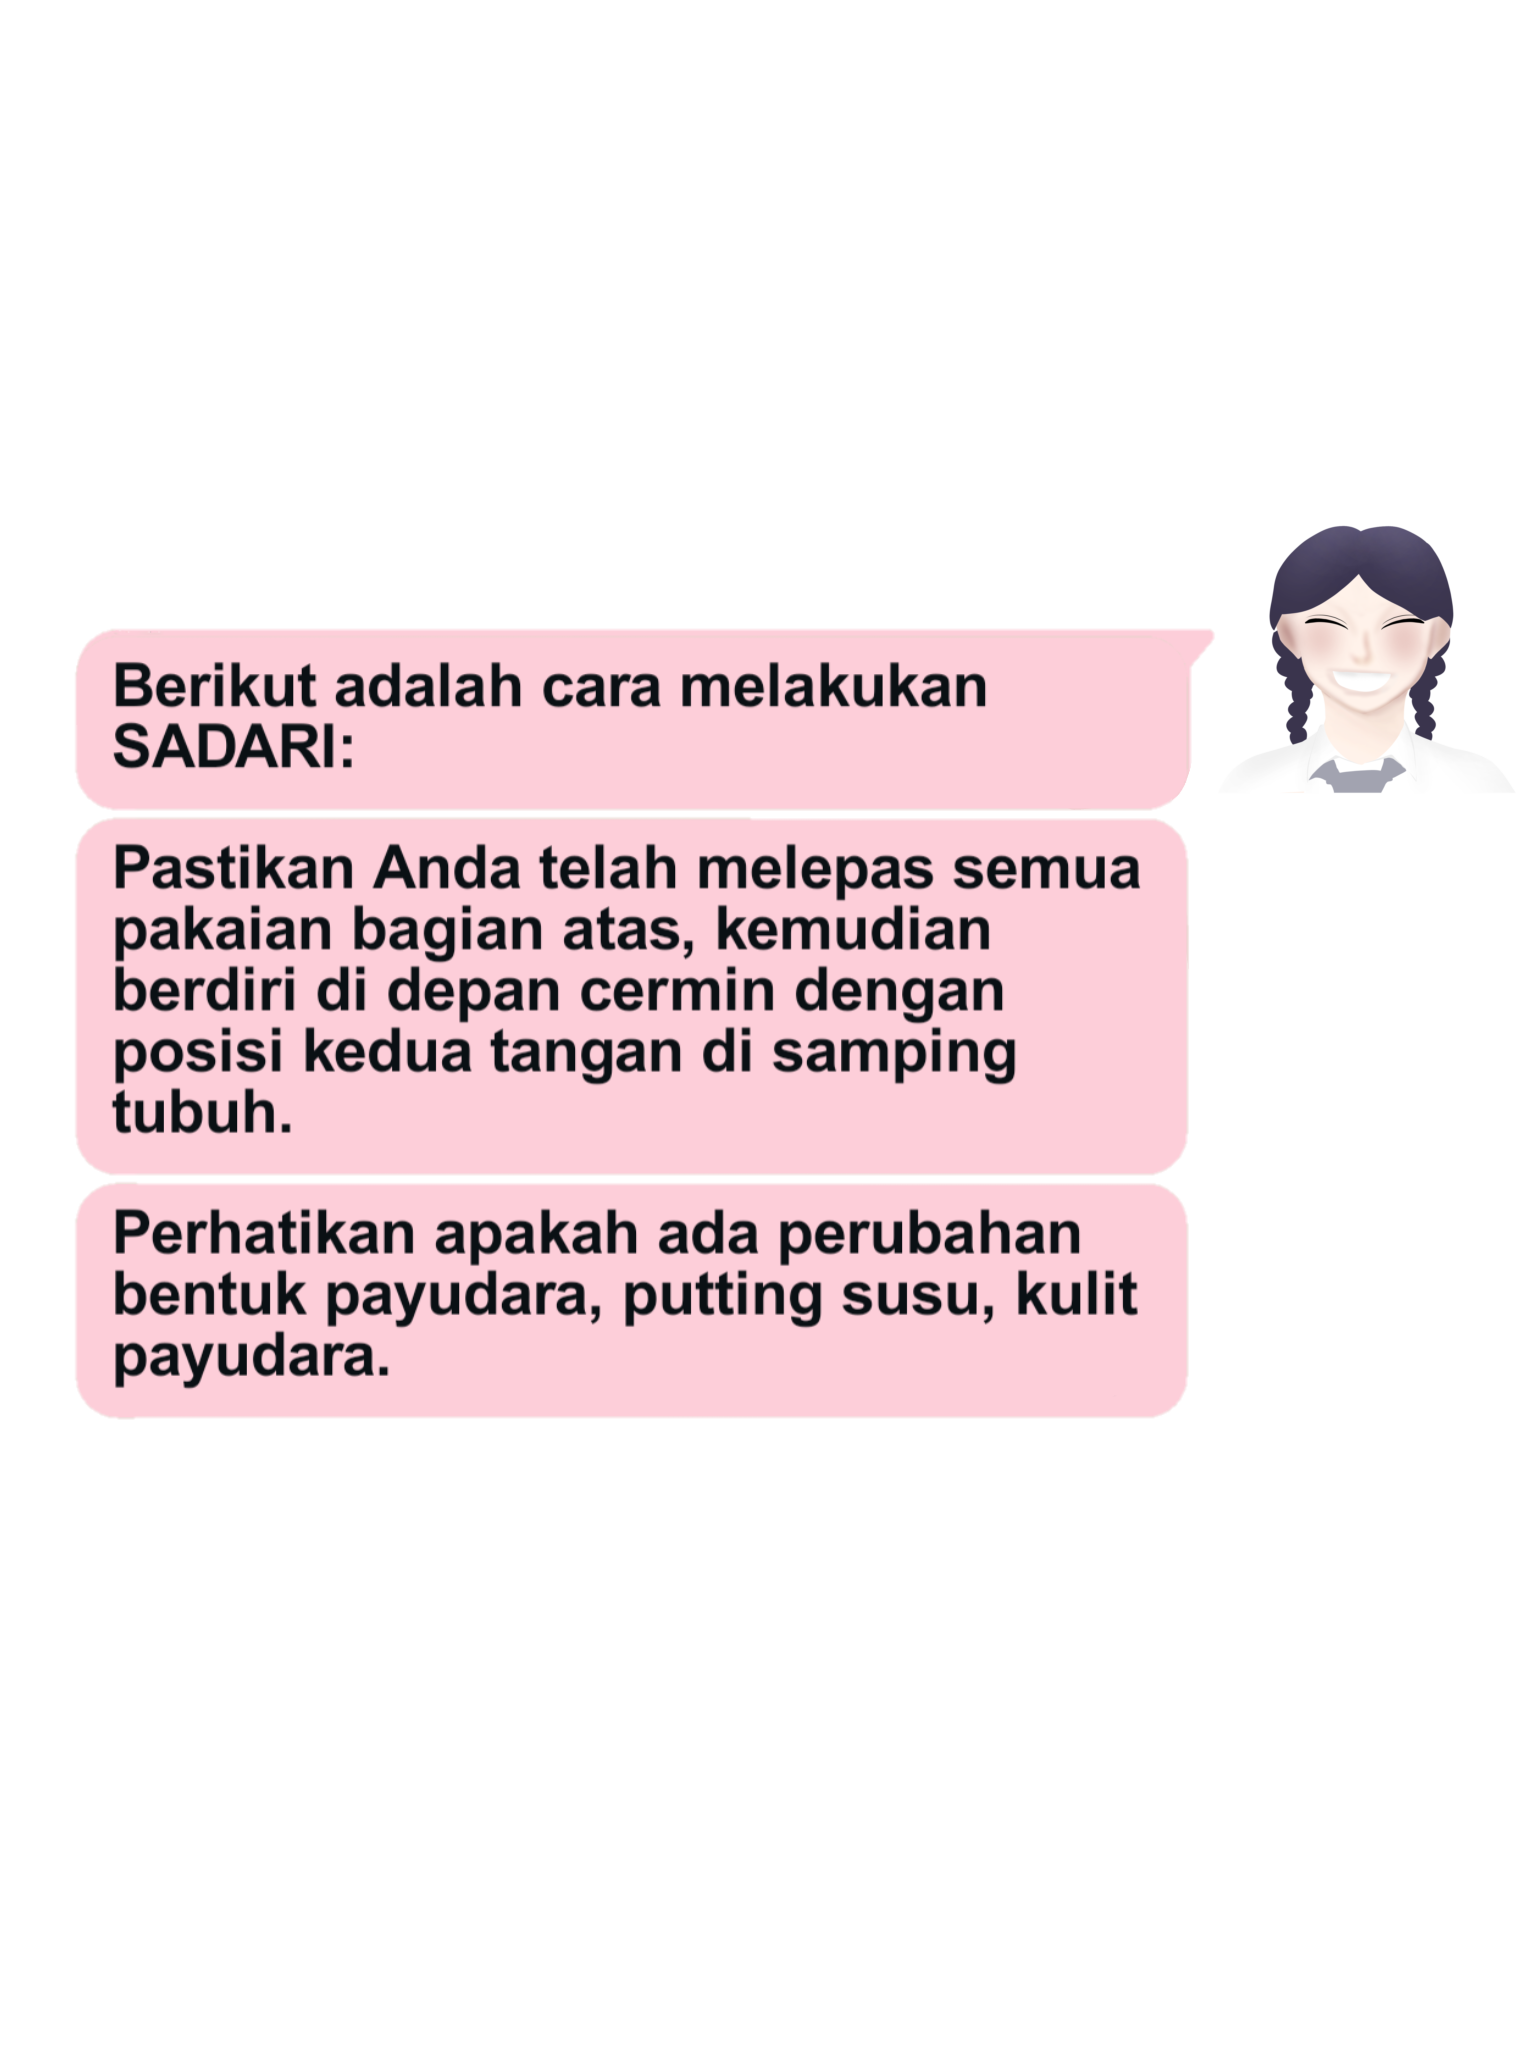 Berikut adalah cara melakukan
SADARI:
Pastikan Anda telah melepas semua
pakaian bagian atas, kemudian
berdiri di depan cermin dengan
posisi kedua tangan di samping
tubuh.
Perhatikan apakah ada perubahan
bentuk payudara, putting susu, kulit
payudara.